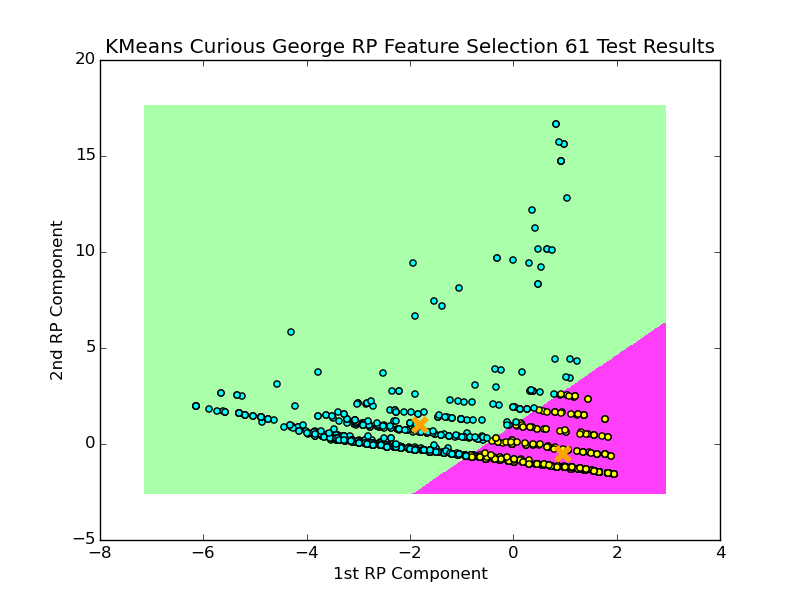 KMeans Curious George RP Feature Selection 61 Test Results
20
15
10
5
0
−5
2nd RP Component
−8 −6 −4 −2 0 2 4
1st RP Component